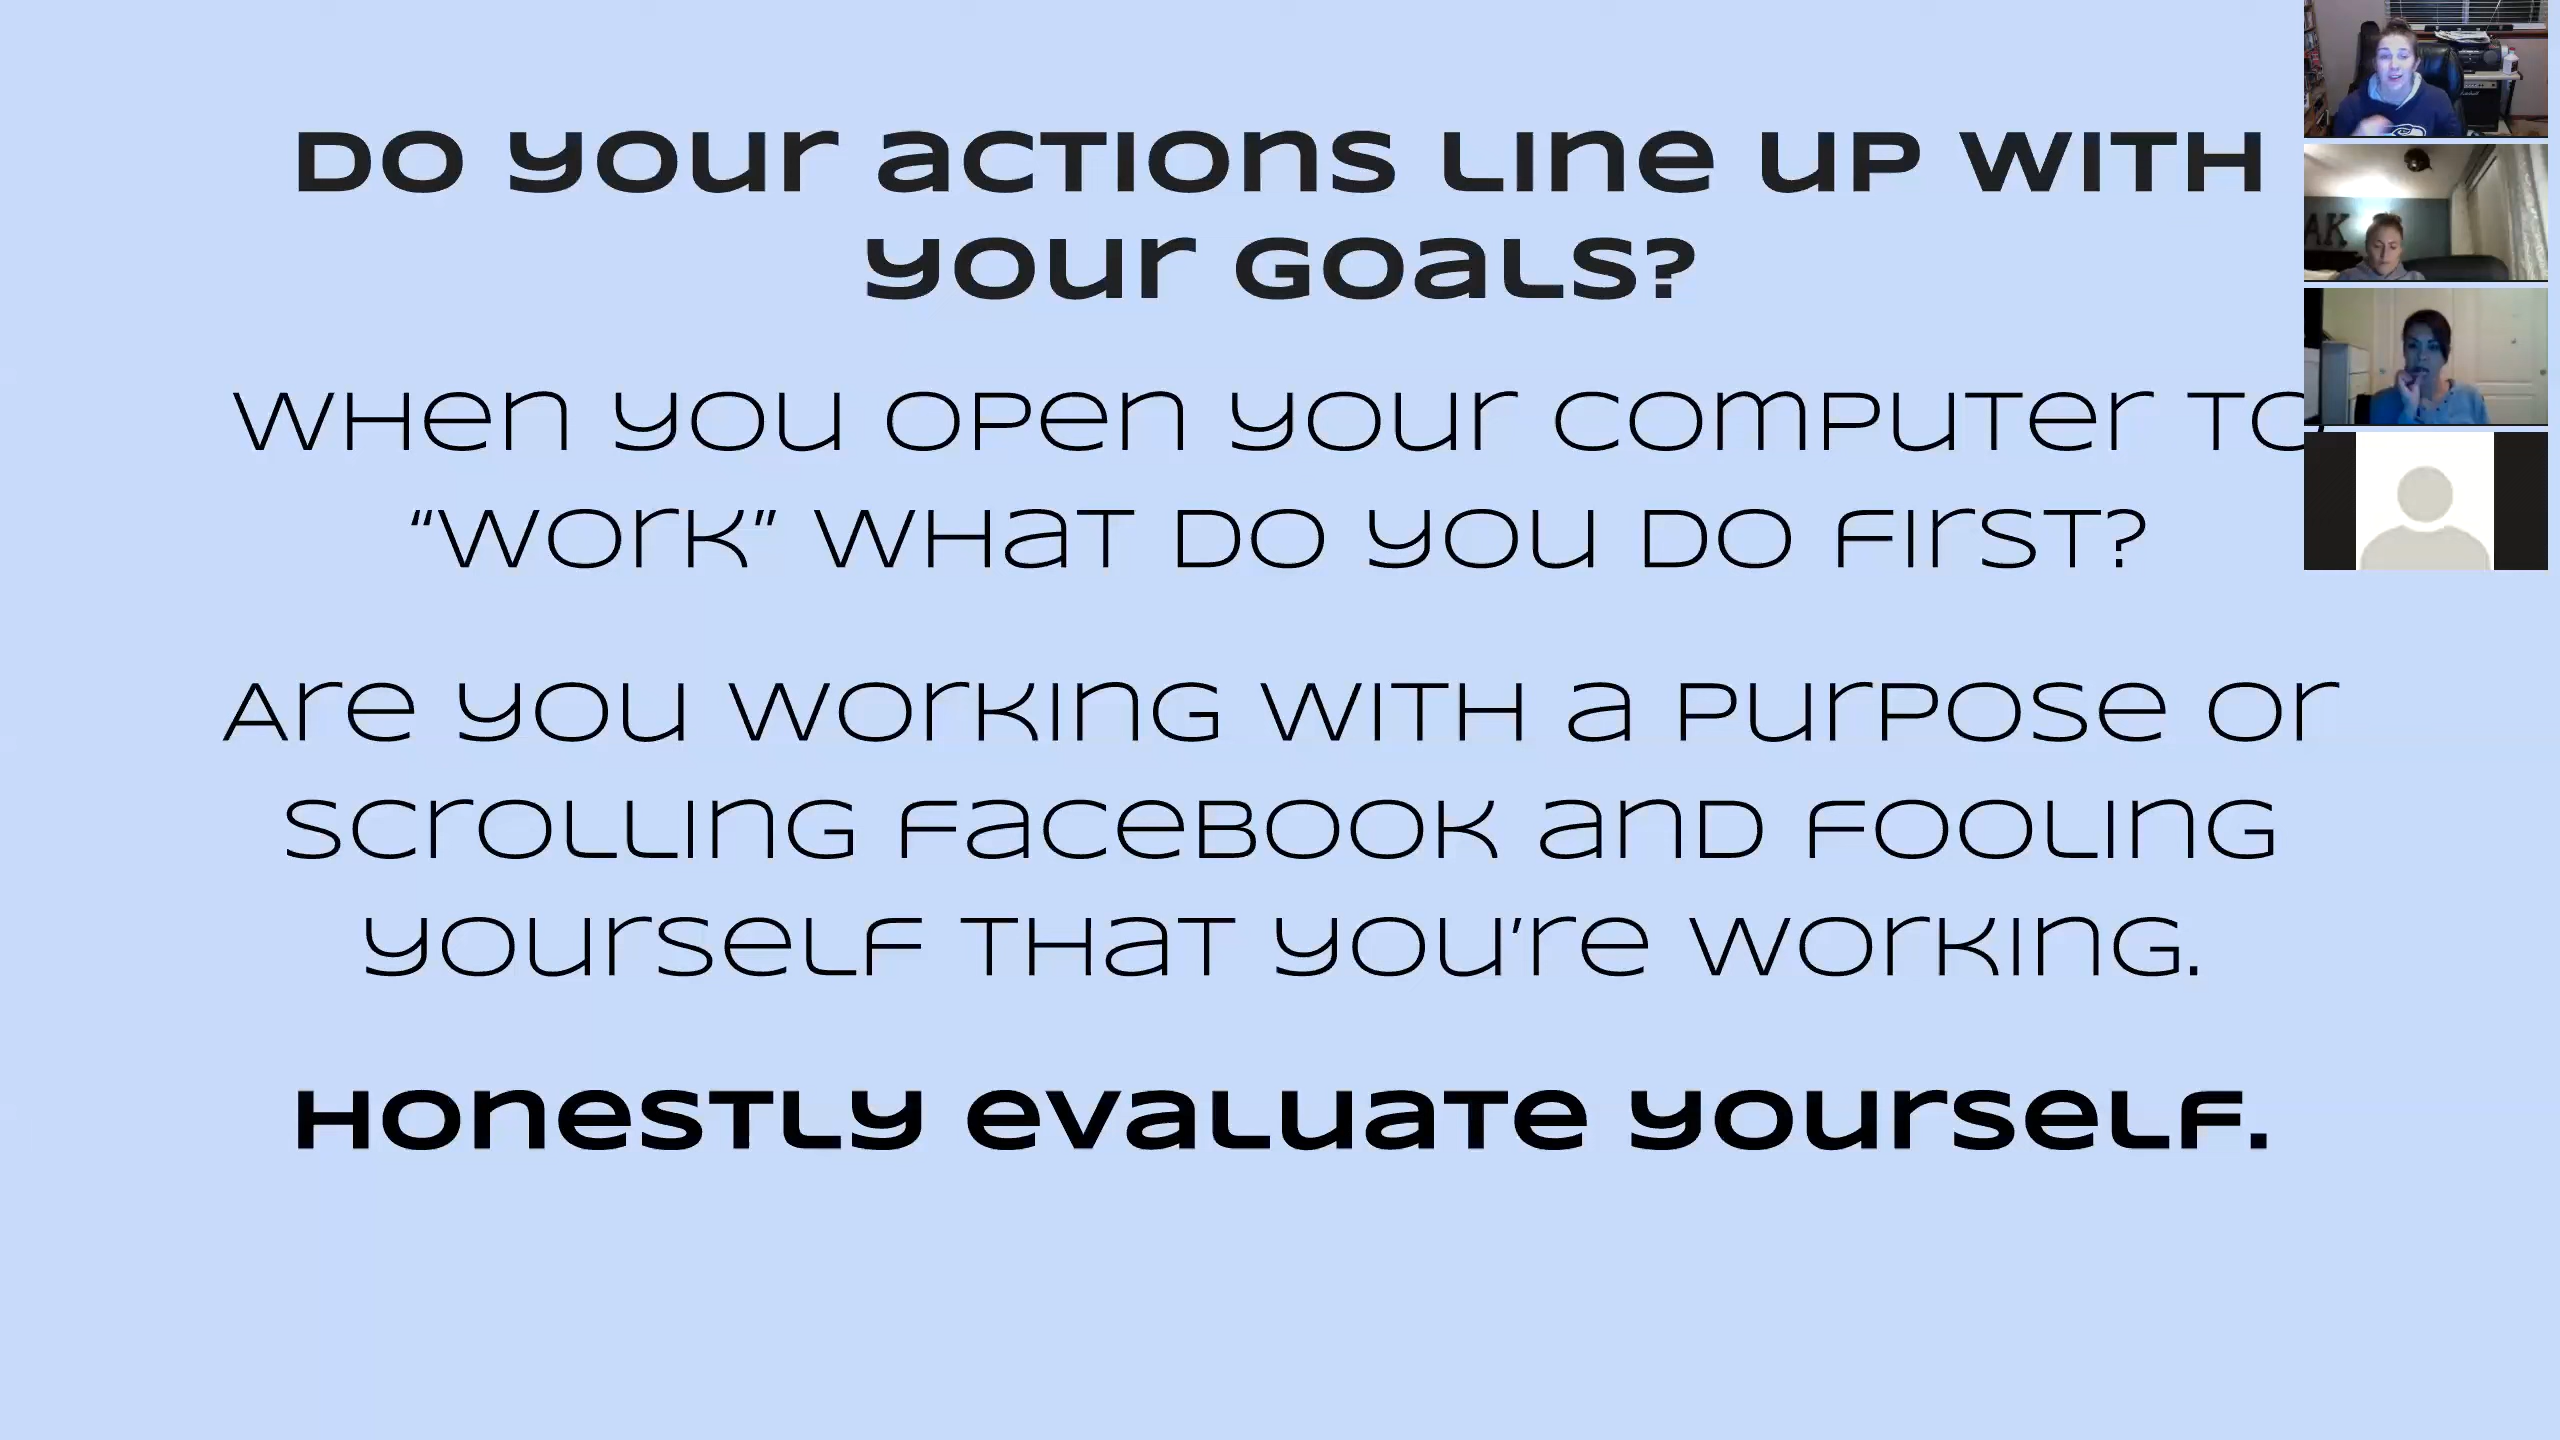 Do your actions line up with
your goals?
When you open your computer to,
“work” what do you do first?
Are you working with a purpose or
scrolling facebook and fooling
yourself that you’re working.
Honestly evaluate yourself.
AK